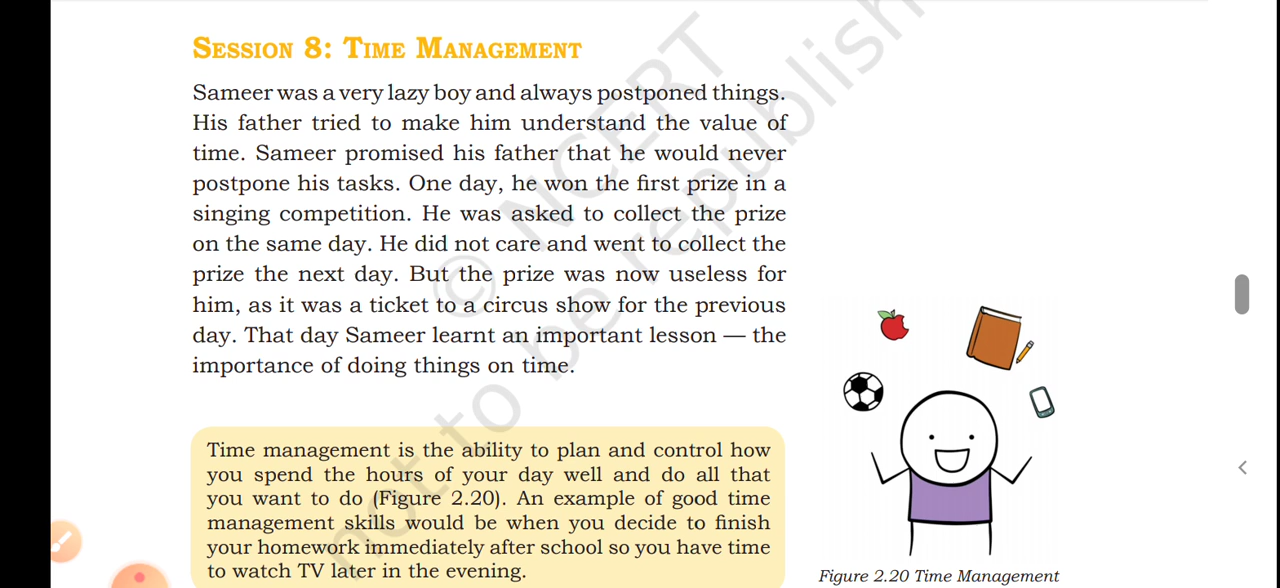 SESSION 8: TIME MANAGEMENT
Sameer was a very lazy boy and always postponed things.
His father tried to make him understand the value of
time. Sameer promised his father that he would never
postpone his tasks. One day, he won the first prize in a
singing competition. He was asked to collect the prize
on the same day. He did not care and went to collect the
prize the next day. But the prize was now useless for
him, as it was a ticket to a circus show for the previous
day. That day Sameer learnt an important lesson — the
importance of doing things on time.
Time management is the ability to plan and control how
you spend the hours of your day well and do all that
you want to do (Figure 2.20). An example of good time
management skills would be when you decide to finish
your homework immediately after school so you have time
to watch TV later in the evening.
Figure 2.20 Time Management
© NCERT
not to be republish